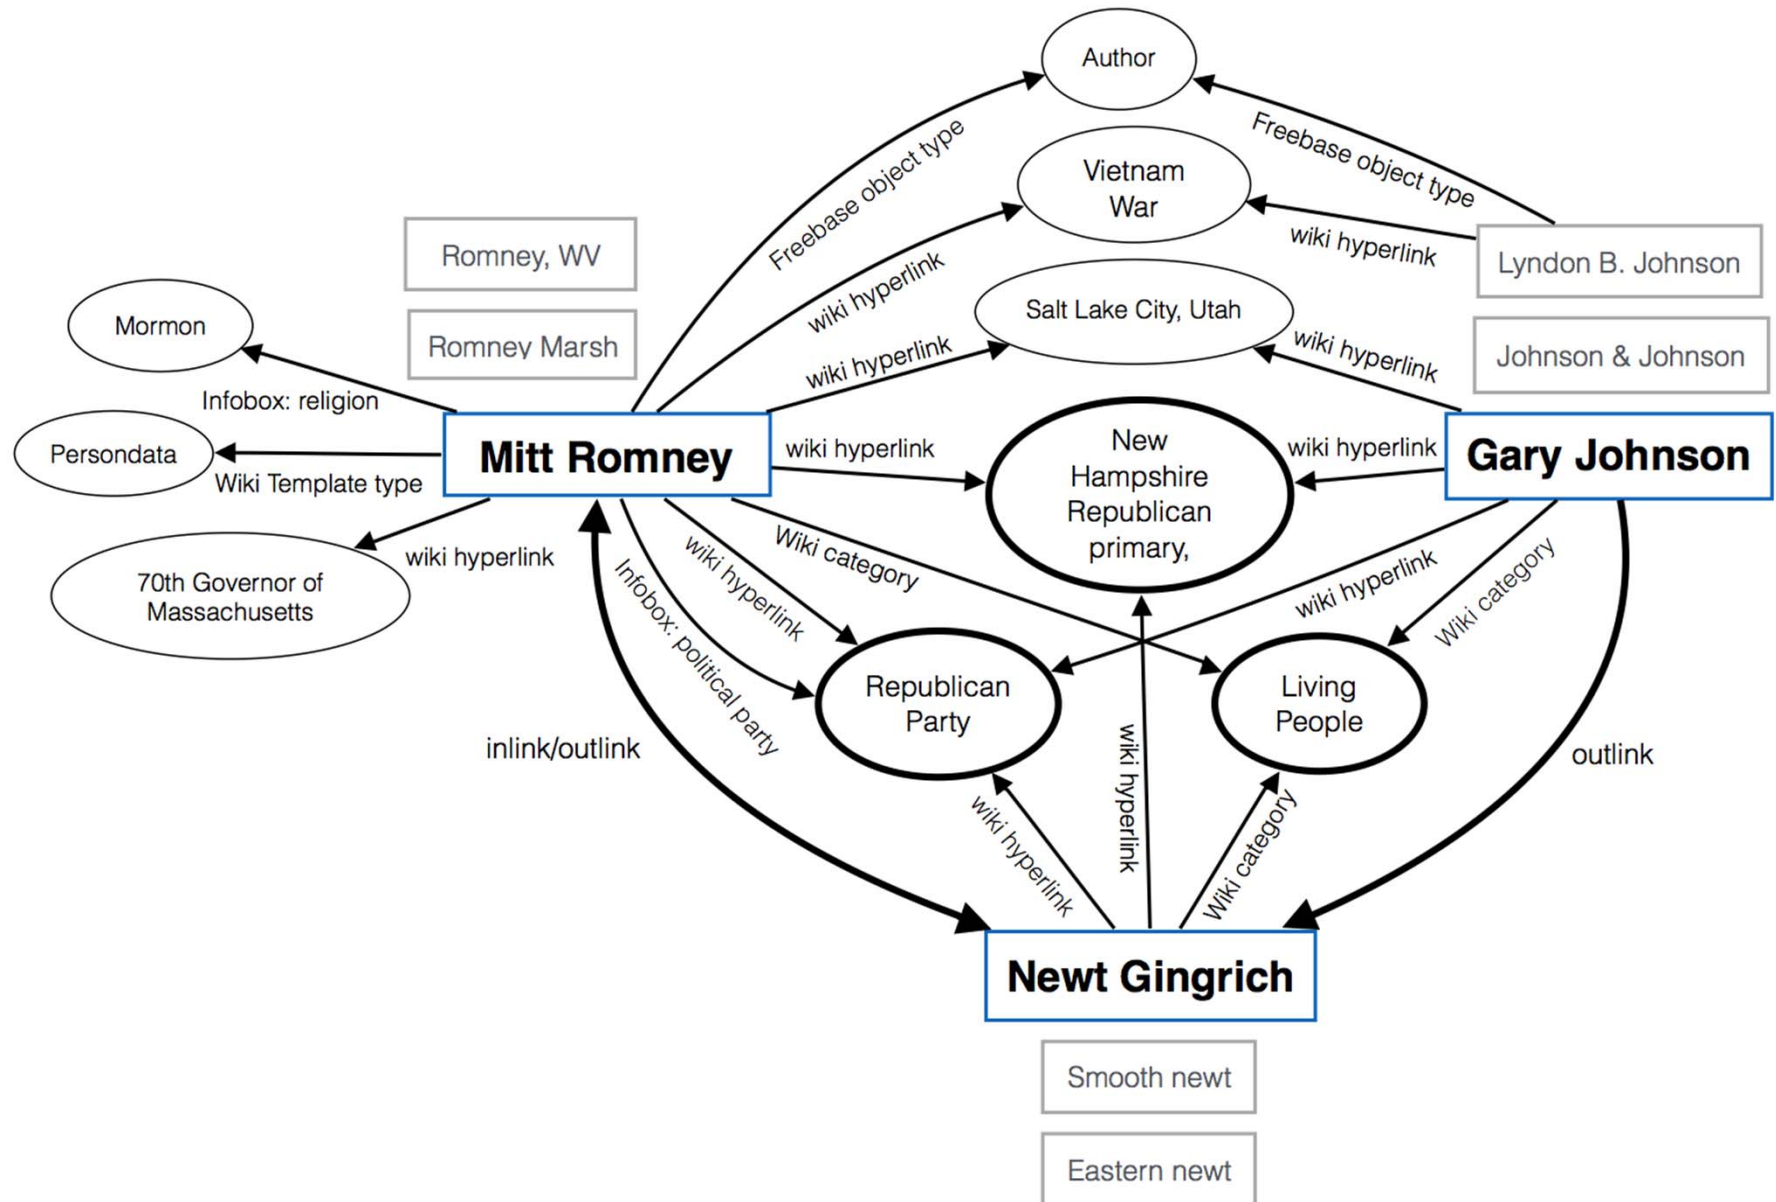 Author
Freebase object type
Freebase object type
Vietnam
War
wiki hyperlink
wiki hyperlink
Romney, WV
Lyndon B. Johnson
Mormon
Romney Marsh
Salt Lake City, Utah
wiki hyperlink
wiki hyperlink
Johnson & Johnson
Infobox: religion
Persondata
Wiki Template type
Mitt Romney
wiki hyperlink
New
Hampshire
Republican
primary,
wiki hyperlink
Gary Johnson
70th Governor of
Massachusetts
wiki hyperlink
Infobox: political party
wiki hyperlink
Wiki category
wiki hyperlink
Wiki category
Republican
Party
Living
People
inlink/outlink
outlink
wiki hyperlink
wiki hyperlink
Wiki category
Newt Gingrich
Smooth newt
Eastern newt